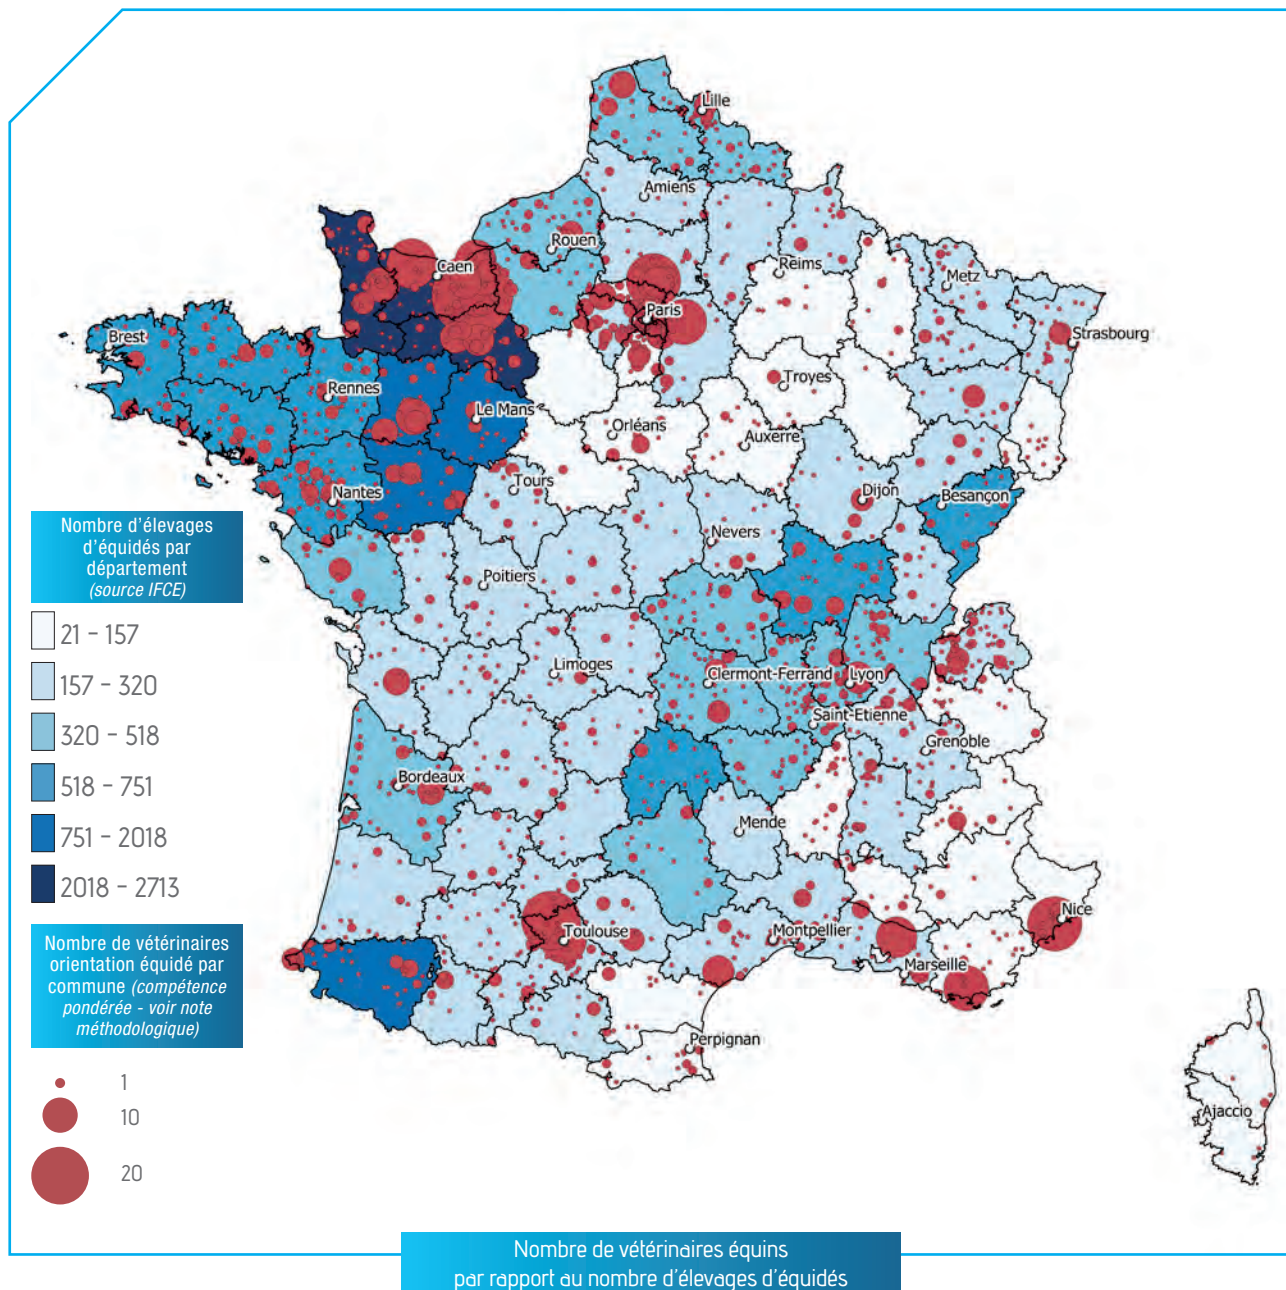 Lille
Amiens
Rouen
Caen
Reims
Metz
Paris
Strasbourg
Brest
Rennes
Le Mans
Troyes
Orléans
Auxerre
Nantes
Tours
Dijon
Besançon
Nevers
Poitiers
Limoges
Clermont-Ferrand
Lyon
Saint-Etienne
Grenoble
Bordeaux
Mende
Toulouse
Montpellier
Nice
Marseille
Perpignan
Ajaccio
Nombre d'élevages
d'équidés par
département
(source IFCE)
21 – 157
157 – 320
320 – 518
518 – 751
751 – 2018
2018 – 2713
Nombre de vétérinaires
orientation équidé par
commune (compétence
pondérée - voir note
méthodologique)
1
10
20
Nombre de vétérinaires équins
par rapport au nombre d'élevages d'équidés